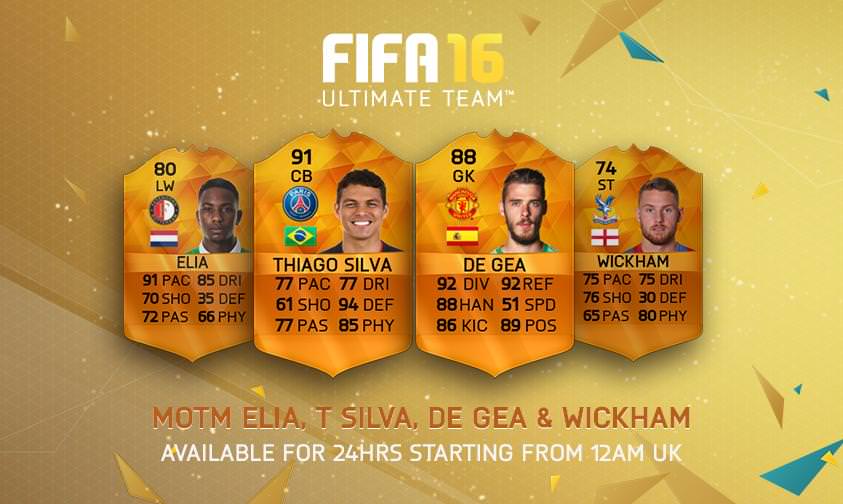 FIFA 16
ULTIMATE TEAM™
80
LW
ELIA
91 PAC 85 DRI
70 SHO 35 DEF
72 PAS 66 PHY
91
CB
PARIS
THIAGO SILVA
77 PAC 77 DRI
61 SHO 94 DEF
77 PAS 85 PHY
88
GK
DE GEA
92 DIV 92 REF
88 HAN 51 SPD
86 KIC 89 POS
74
ST
WICKHAM
75 PAC 75 DRI
76 SHO 30 DEF
65 PAS 80 PHY
MOTM ELIA, T SILVA, DE GEA & WICKHAM
AVAILABLE FOR 24HRS STARTING FROM 12AM UK